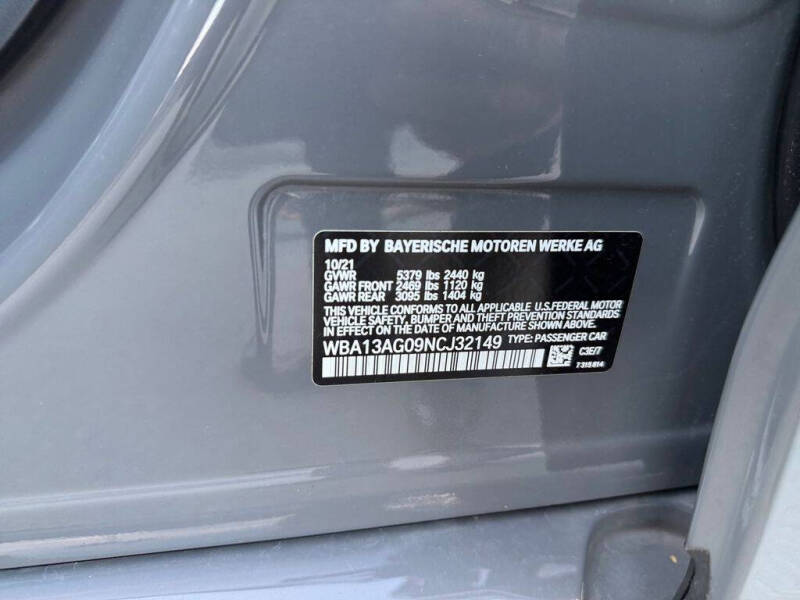 MFD BY BAYERISCHE MOTOREN WERKE AG
10/21
GVWR 5379 lbs 2440 kg
GAWR FRONT 2469 lbs 1120 kg
GAWR REAR 3095 lbs 1404 kg
THIS VEHICLE CONFORMS TO ALL APPLICABLE U.S.FEDERAL MOTOR
VEHICLE SAFETY, BUMPER AND THEFT PREVENTION STANDARDS
IN EFFECT ON THE DATE OF MANUFACTURE SHOWN ABOVE.
WBA13AG09NCJ32149 TYPE: PASSENGER CAR
C3E/7
7 315 814